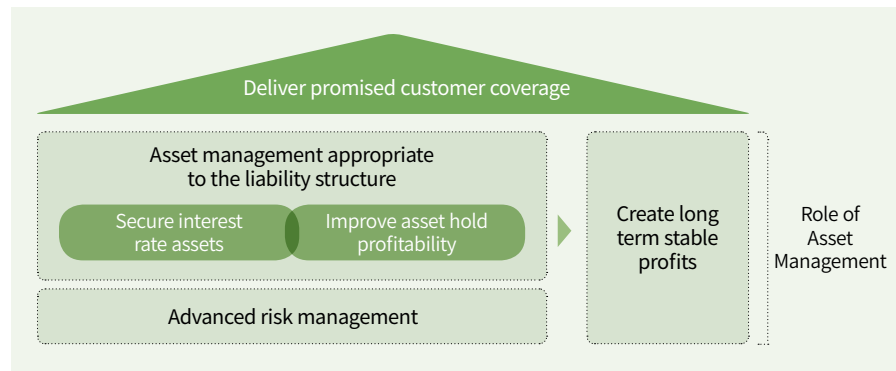 Deliver promised customer coverage
Asset management appropriate
to the liability structure
Secure interest
rate assets
Improve asset hold
profitability
Advanced risk management
Create long
term stable
profits
Role of
Asset
Management